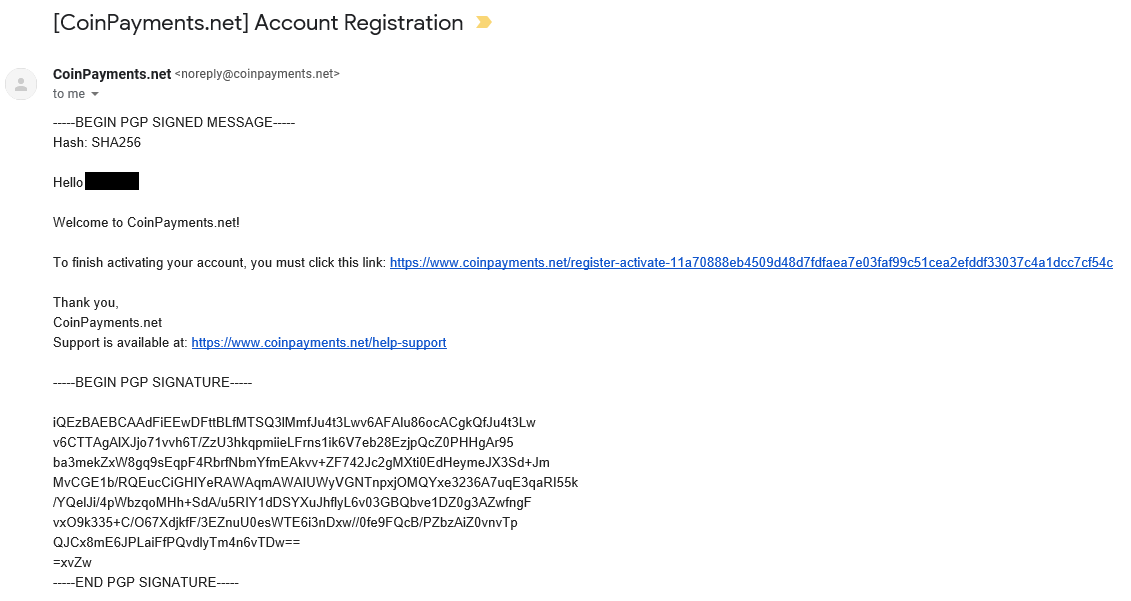 [CoinPayments.net] Account Registration
CoinPayments.net <noreply@coinpayments.net>
to me
-----BEGIN PGP SIGNED MESSAGE-----
Hash: SHA256
Hello
Welcome to CoinPayments.net!
To finish activating your account, you must click this link: https://www.coinpayments.net/register-activate-11a70888eb4509d48d7fdfaea7e03faf99c51cea2efddf33037c4a1dcc7cf54c
Thank you,
CoinPayments.net
Support is available at: https://www.coinpayments.net/help-support
-----BEGIN PGP SIGNATURE-----
iQEzBAEBCAAdFiEEwDFttBLfMTSQ3lMmfJu4t3Lwv6AFAlu86ocACgkQfJu4t3Lw
v6CTTAgAlXJjo71vvh6T/ZzU3hkqpmiieLFrns1ik6V7eb28EzjpQcZ0PHHgAr95
ba3mekZxW8gq9sEqpF4RbrfNbmYfmEAkvv+ZF742Jc2gMXti0EdHeymeJX3Sd+Jm
MvCGE1b/RQEucCiGHIYeRAWAqmAWAIUWyVGNTnpxjOMQYxe3236A7uqE3qaRI55k
/YQelJi/4pWbzqoMHh+SdA/u5RIY1dDSYXuJhflyL6v03GBQbve1DZ0g3AZwfngF
vxO9k335+C/O67XdjkfF/3EZnuU0esWTE6i3nDxw//0fe9FQcB/PZbzAiZ0vnvTp
QJCx8mE6JPLaiFfPQvdlyTm4n6vTDw==
=xvZw
-----END PGP SIGNATURE-----